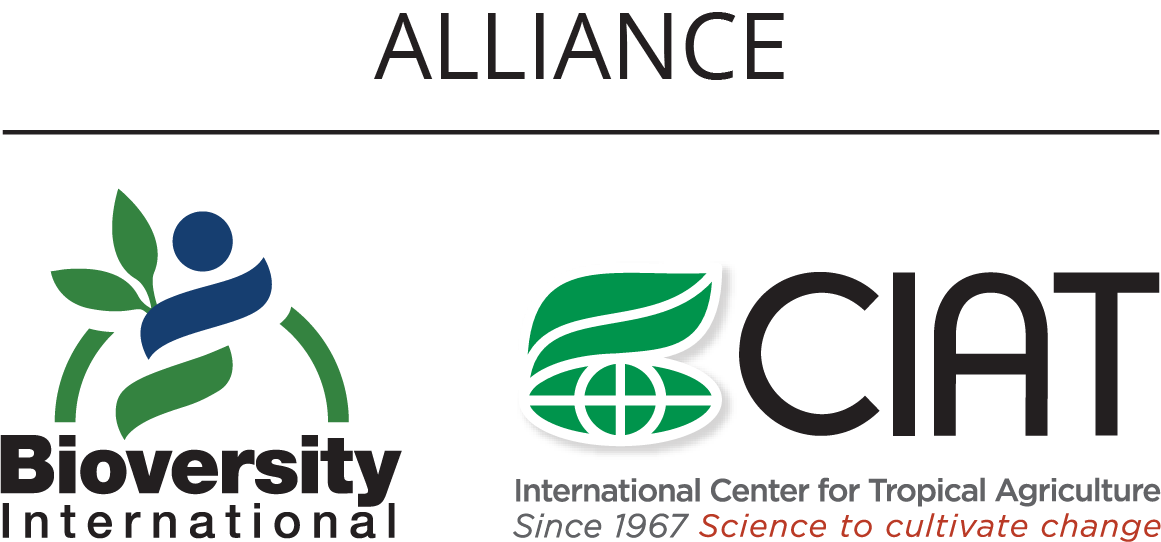 ALLIANCE
Bioversity
International
CIAT
International Center for Tropical Agriculture
Since 1967 Science to cultivate change